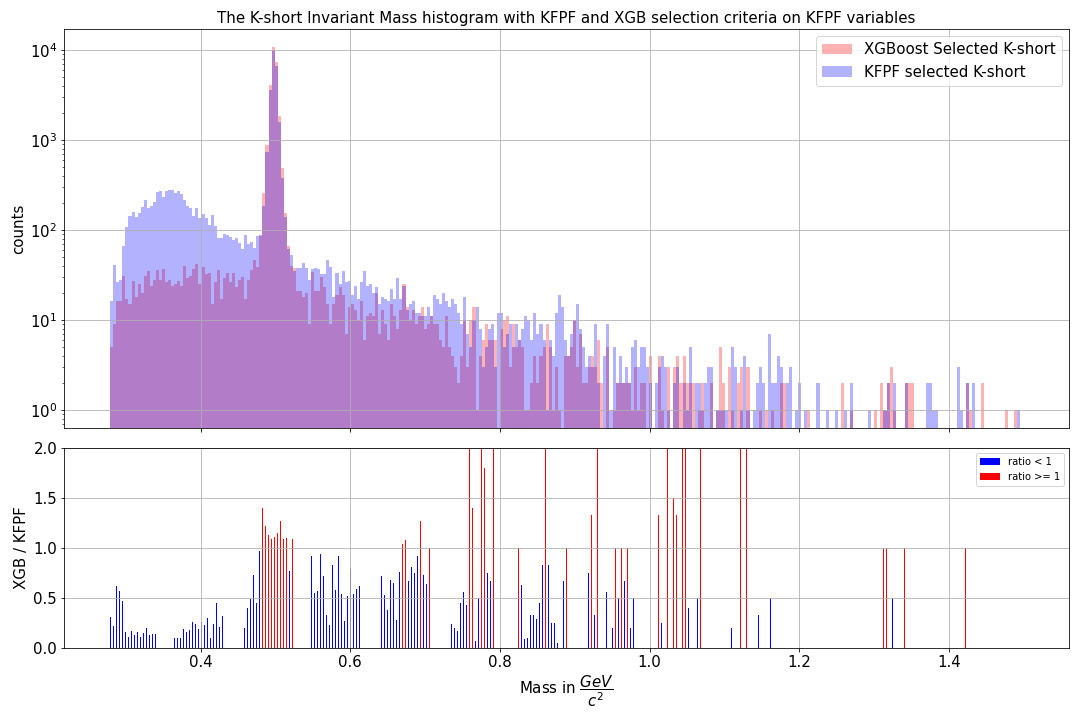 The K-short Invariant Mass histogram with KFPF and XGB selection criteria on KFPF variables
XGBoost Selected K-short
KFPF selected K-short
counts
10^4
10^3
10^2
10^1
10^0
ratio < 1
ratio >= 1
XGB / KFPF
2.0
1.5
1.0
0.5
0.0
0.4 0.6 0.8 1.0 1.2 1.4
Mass in GeV/c^2